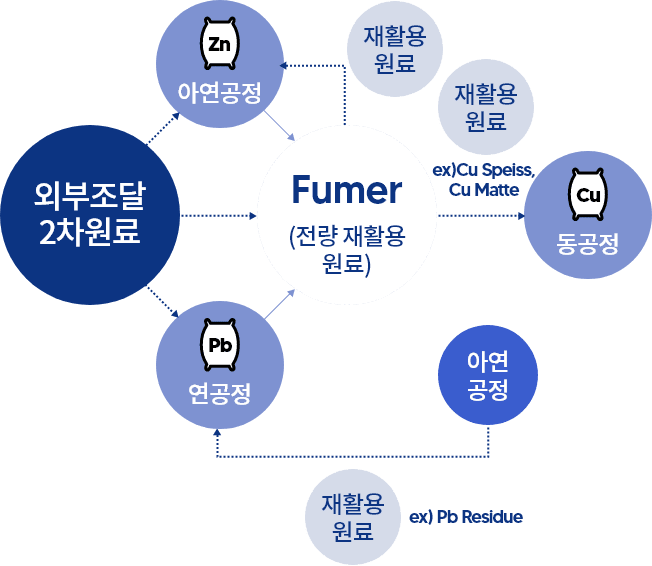 Zn
아연공정
재활용
원료
재활용
원료
ex)Cu Speiss,
Cu Matte
외부조달
2차원료
Fumer
(전량 재활용
원료)
Cu
동공정
Pb
연공정
아연
공정
재활용
원료
ex) Pb Residue